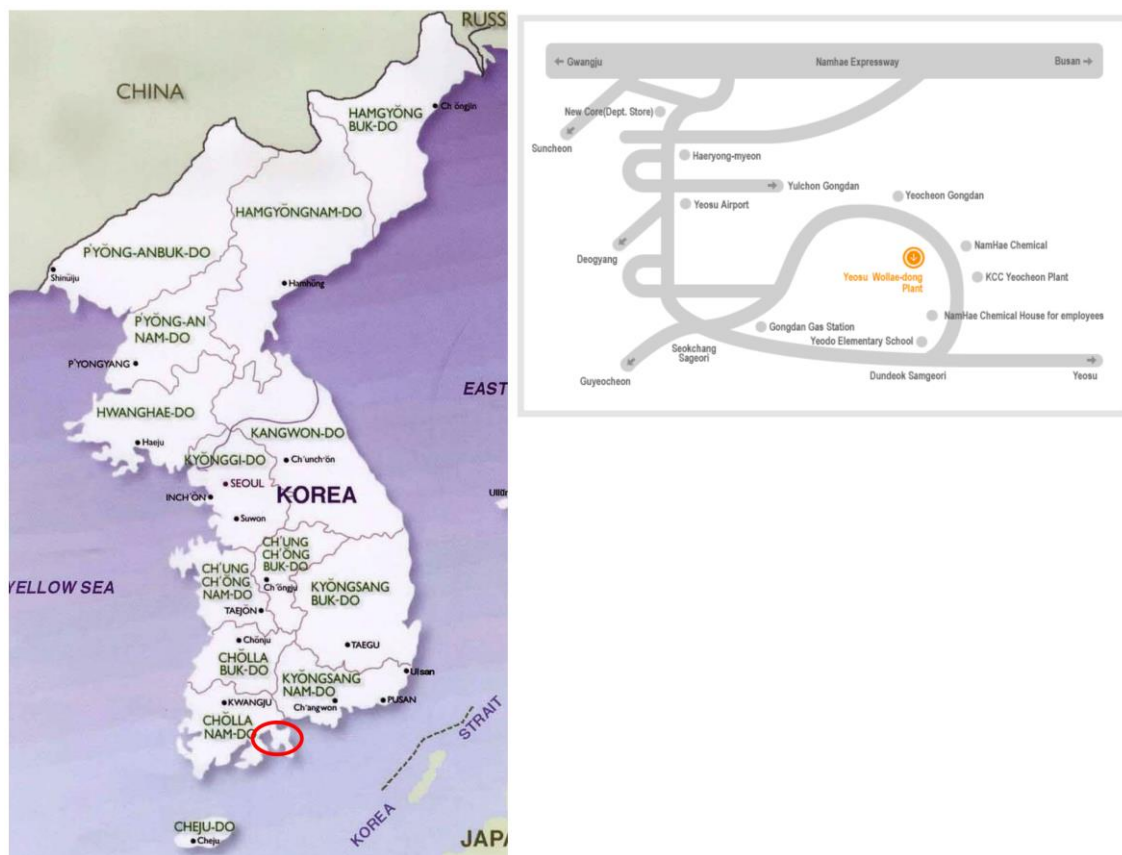 RUSS
CHINA
HAMGYŎNG
BUK-DO
Ch'ŏngjin
HAMGYŎNGNAM-DO
P'YŎNG-ANBUK-DO
Shinŭiju
Hamhŭng
P'YŎNG-AN
NAM-DO
P'YONGYANG
EAST
HWANGHAE-DO
Haeju
KANGWON-DO
KYŎNGGI-DO
Ch'unch'ŏn
SEOUL
INCH'ŎN
KOREA
Suwon
CH'UNG
CH'ŎNG
BUK-DO
CH'UNG
CH'ŎNG
NAM-DO
Ch'ŏngju
YELLOW SEA
KYŎNGSANG
BUK-DO
TAEJŎN
Chŏnju
TAEGU
CHŎLLA
BUK-DO
Ulsan
KYŎNGSANG
NAM-DO
KWANGJU
Ch'angwon
PUSAN
CHŎLLA
NAM-DO
KOREA STRAIT
CHEJU-DO
Cheju
JAPA
← Gwangju
Namhae Expressway
Busan →
New Core(Dept. Store)
Suncheon
Haeryong-myeon
Yulchon Gongdan
Yeocheon Gongdan
Yeosu Airport
Deogyang
NamHae Chemical
Yeosu Wollae-dong
Plant
KCC Yeocheon Plant
NamHae Chemical House for employees
Gongdan Gas Station
Yeodo Elementary School
Seokchang
Sageori
Guyeocheon
Dundeok Samgeori
Yeosu